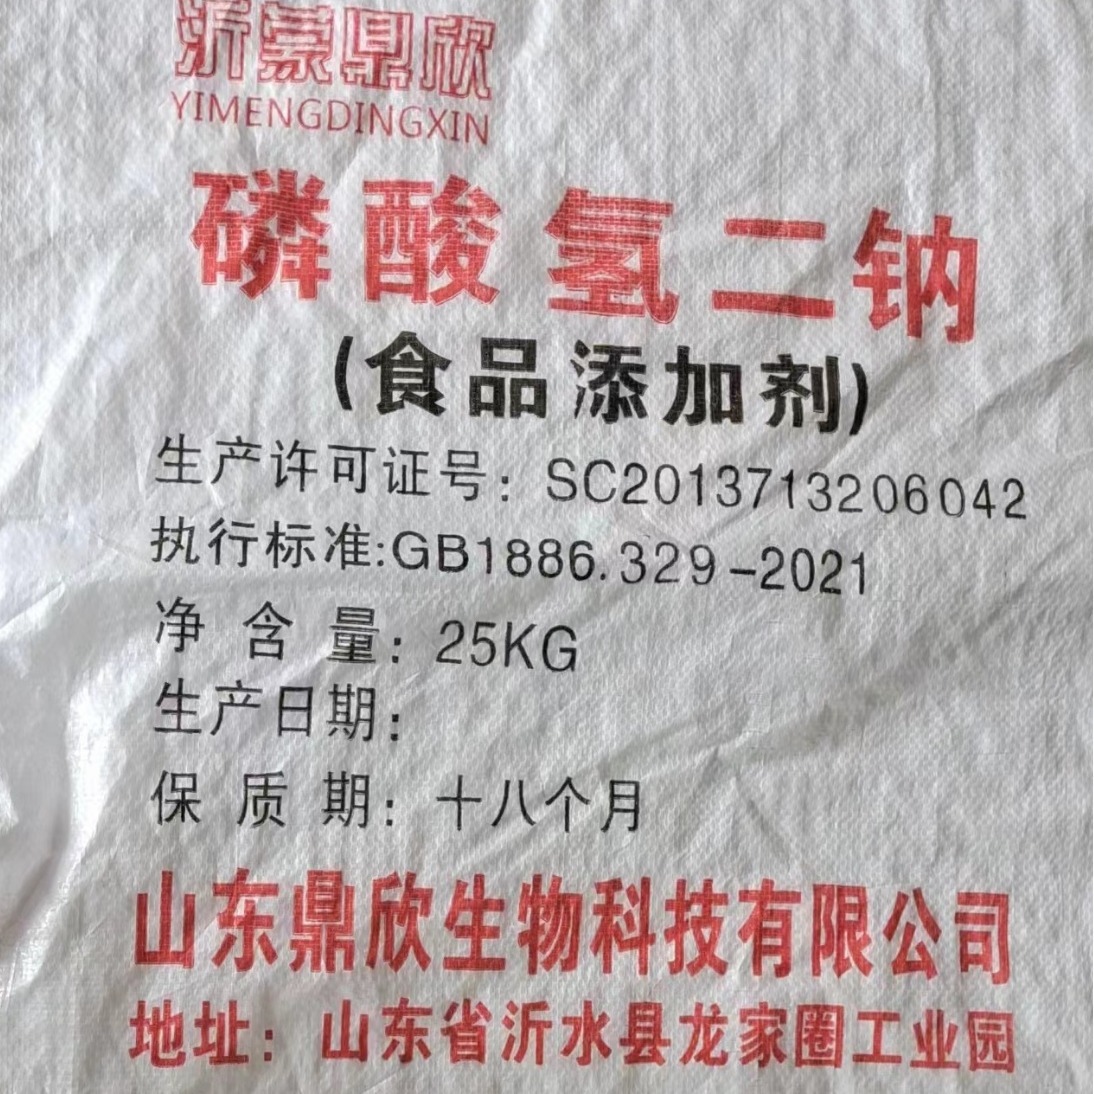 沂蒙鼎欣
YIMENGDINGXIN
磷酸氢二钠
(食品添加剂)
生产许可证号：SC2013713206042
执行标准:GB1886.329-2021
净含量：25KG
生产日期：
保质期：十八个月
山东鼎欣生物科技有限公司
地址：山东省沂水县龙家圈工业园